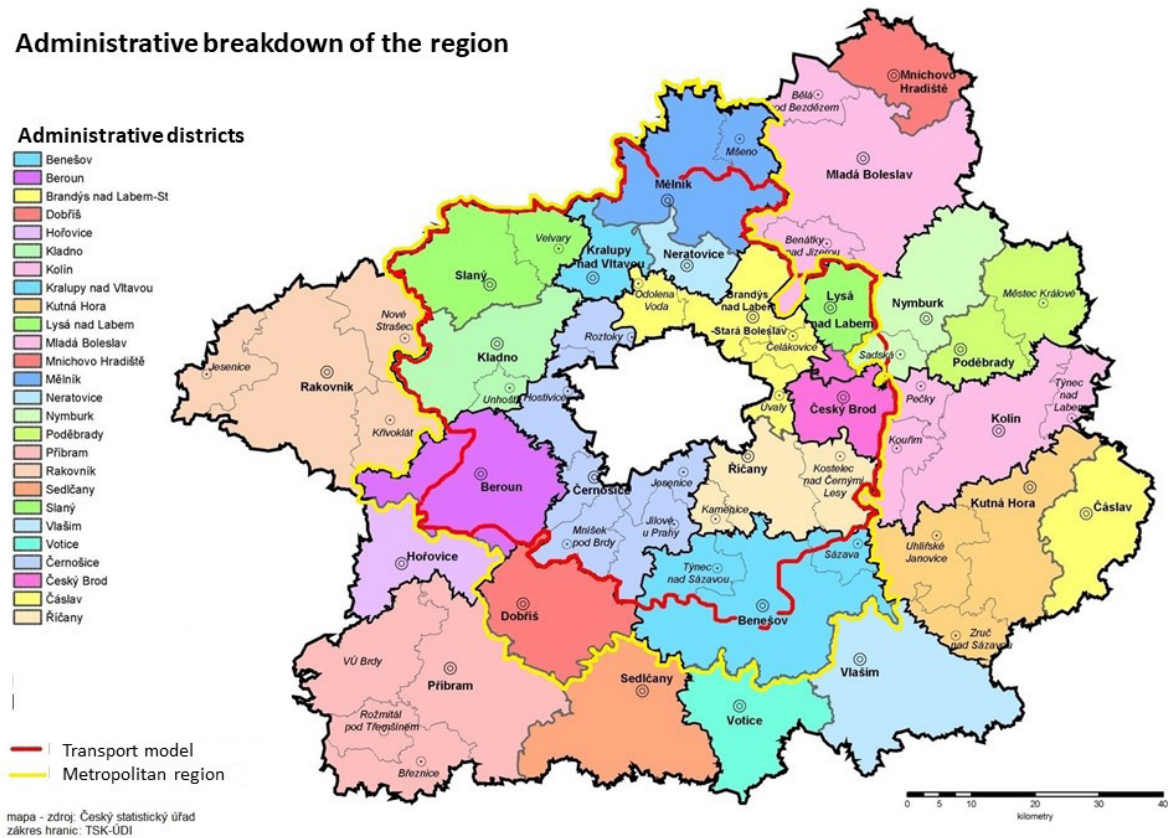 Administrative breakdown of the region
Administrative districts
Benešov
Beroun
Brandýs nad Labem-St
Dobříš
Hořovice
Kladno
Kolín
Kralupy nad Vltavou
Kutná Hora
Lysá nad Labem
Mladá Boleslav
Mnichovo Hradiště
Mělník
Neratovice
Nymburk
Poděbrady
Příbram
Rakovník
Sedlčany
Slaný
Vlašim
Votice
Černošice
Český Brod
Čáslav
Říčany
Transport model
Metropolitan region
mapa - zdroj: Český statistický úřad
zákres hranic: TSK-ÚDI
Mnichovo
Hradiště
Bělá
pod Bezdězem
Mladá Boleslav
Mšeno
Mělník
Benátky
nad Jizerou
Velvary
Slaný
Kralupy
nad Vltavou
Neratovice
Odolena
Voda
Brandýs
nad Labem
-Stará Boleslav
Čelákovice
Lysá
nad Labem
Nymburk
Městec Králové
Sadská
Poděbrady
Nové
Strašecí
Jesenice
Rakovník
Křivoklát
Kladno
Unhošť
Roztoky
Hostivice
Úvaly
Český Brod
Pečky
Kolín
Týnec
nad
Labem
Kouřim
Beroun
Černošice
Jesenice
Říčany
Kostelec
nad Černými
Lesy
Kamenice
Mníšek
pod Brdy
Jílové
u Prahy
Kutná Hora
Čáslav
Uhlířské
Janovice
Zruč
nad Sázavou
Hořovice
Týnec
nad Sázavou
Sázava
Benešov
Dobříš
VÚ Brdy
Příbram
Rožmitál
pod Třemšínem
Březnice
Sedlčany
Votice
Vlašim
0 5 10 20 30 40
kilometry